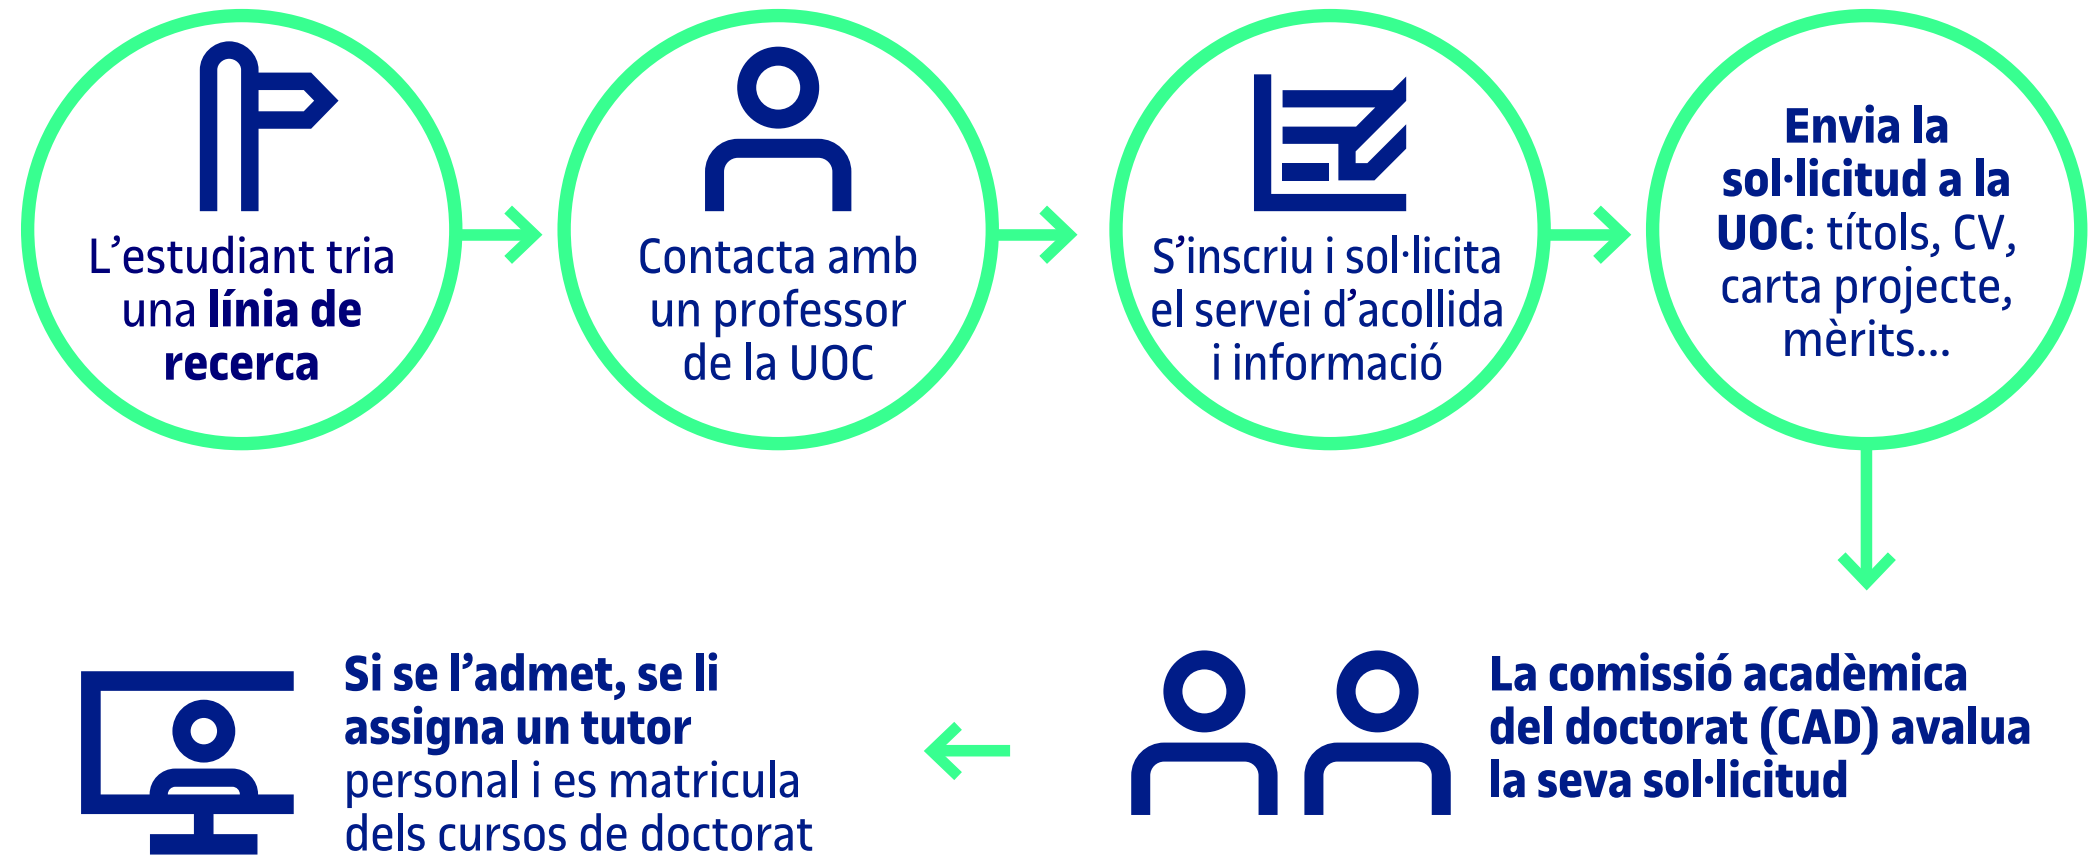 L’estudiant tria
una línia de
recerca
Contacta amb
un professor
de la UOC
S’inscriu i sol·licita
el servei d’acollida
i informació
Envia la
sol·licitud a la
UOC: títols, CV,
carta projecte,
mèrits...
La comissió acadèmica
del doctorat (CAD) avalua
la seva sol·licitud
Si se l’admet, se li
assigna un tutor
personal i es matricula
dels cursos de doctorat